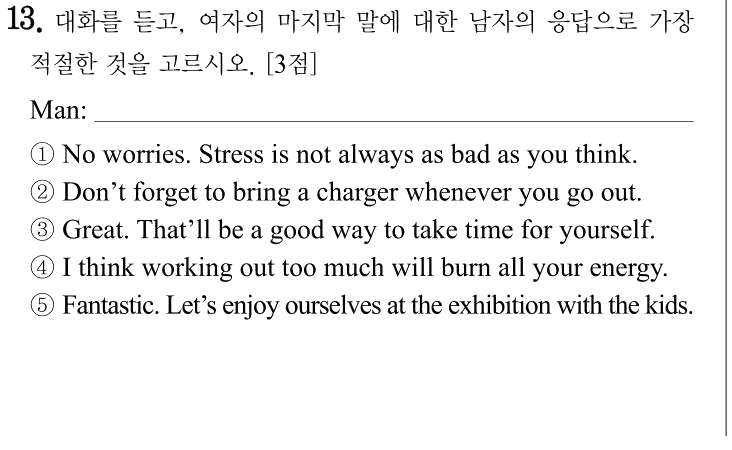 13. 대화를 듣고, 여자의 마지막 말에 대한 남자의 응답으로 가장
적절한 것을 고르시오. [3점]
Man:
① No worries. Stress is not always as bad as you think.
② Don’t forget to bring a charger whenever you go out.
③ Great. That’ll be a good way to take time for yourself.
④ I think working out too much will burn all your energy.
⑤ Fantastic. Let’s enjoy ourselves at the exhibition with the kids.